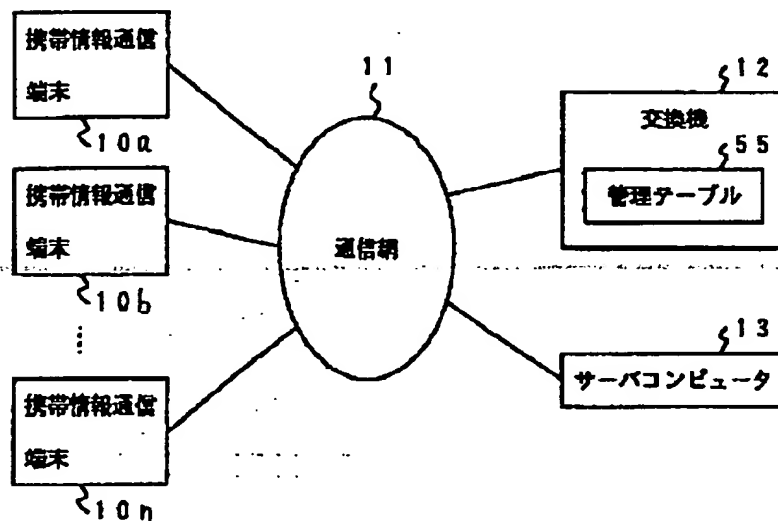 携帯情報通信
端末
10a
携帯情報通信
端末
10b
携帯情報通信
端末
10n
11
通信網
12
交換機
55
管理テーブル
13
サーバコンピュータ